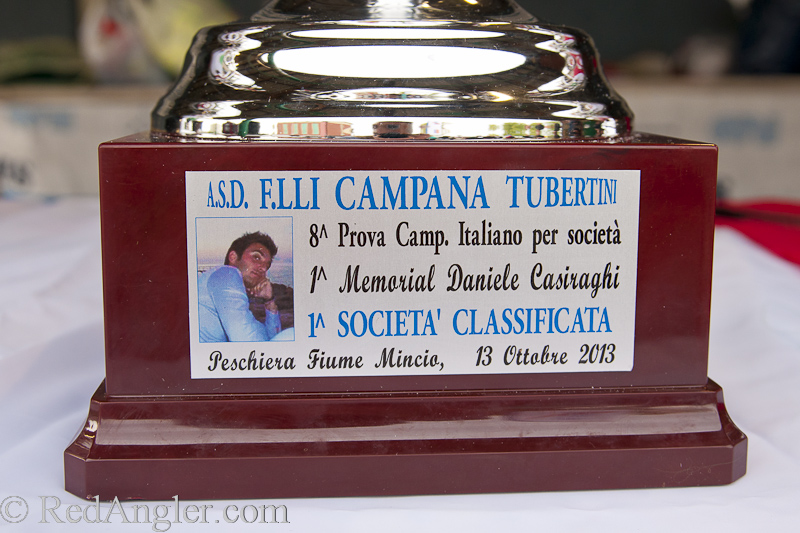 A.S.D. F.LLI CAMPANA TUBERTINI
8^ Prova Camp. Italiano per società
1^ Memorial Daniele Casiraghi
1^ SOCIETA' CLASSIFICATA
Peschiera Fiume Mincio, 13 Ottobre 2013
© RedAngler.com